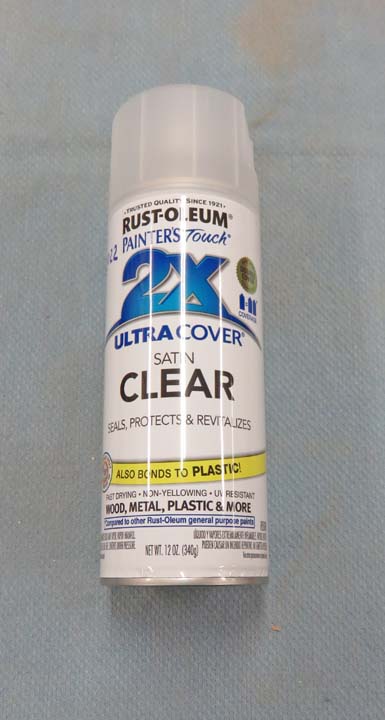 TRUSTED QUALITY SINCE 1921
RUST-OLEUM®
PAINTER'S Touch®
2X
COVERAGE
ULTRA COVER®
SATIN
CLEAR
SEALS, PROTECTS & REVITALIZES
ALSO BONDS TO PLASTIC!
FAST DRYING • NON-YELLOWING • UV RESISTANT
WOOD, METAL, PLASTIC & MORE
Compared to other Rust-Oleum general purpose paints
NET WT. 12 OZ. (340g)